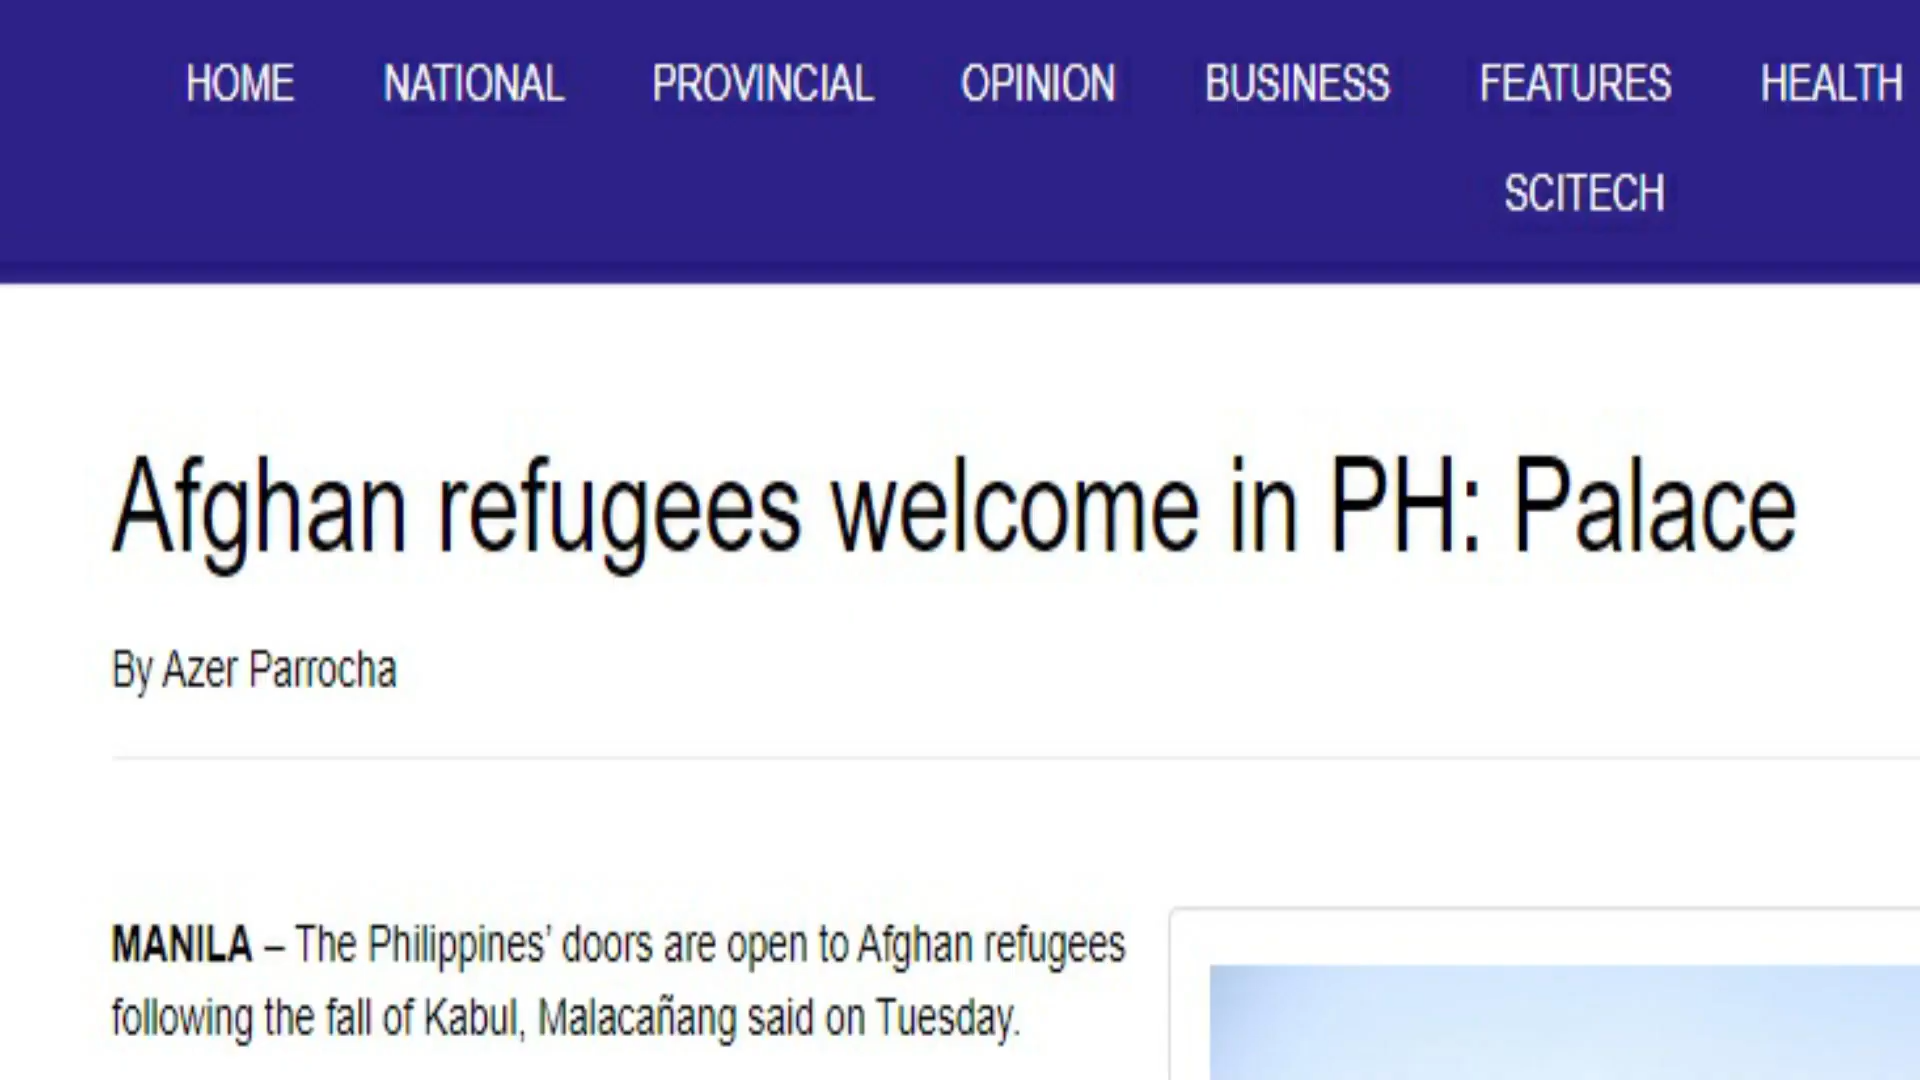 HOME NATIONAL PROVINCIAL OPINION BUSINESS FEATURES HEALTH
SCITECH
Afghan refugees welcome in PH: Palace
By Azer Parrocha
MANILA – The Philippines’ doors are open to Afghan refugees
following the fall of Kabul, Malacañang said on Tuesday.